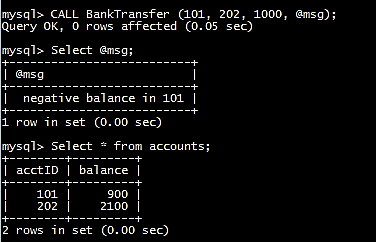 mysql> CALL BankTransfer (101, 202, 1000, @msg);
Query OK, 0 rows affected (0.05 sec)
mysql> Select @msg;
+-------------------------+
| @msg                    |
+-------------------------+
|  negative balance in 101 |
+-------------------------+
1 row in set (0.00 sec)
mysql> Select * from accounts;
+--------+---------+
| acctID | balance |
+--------+---------+
|    101 |     900 |
|    202 |    2100 |
+--------+---------+
2 rows in set (0.00 sec)